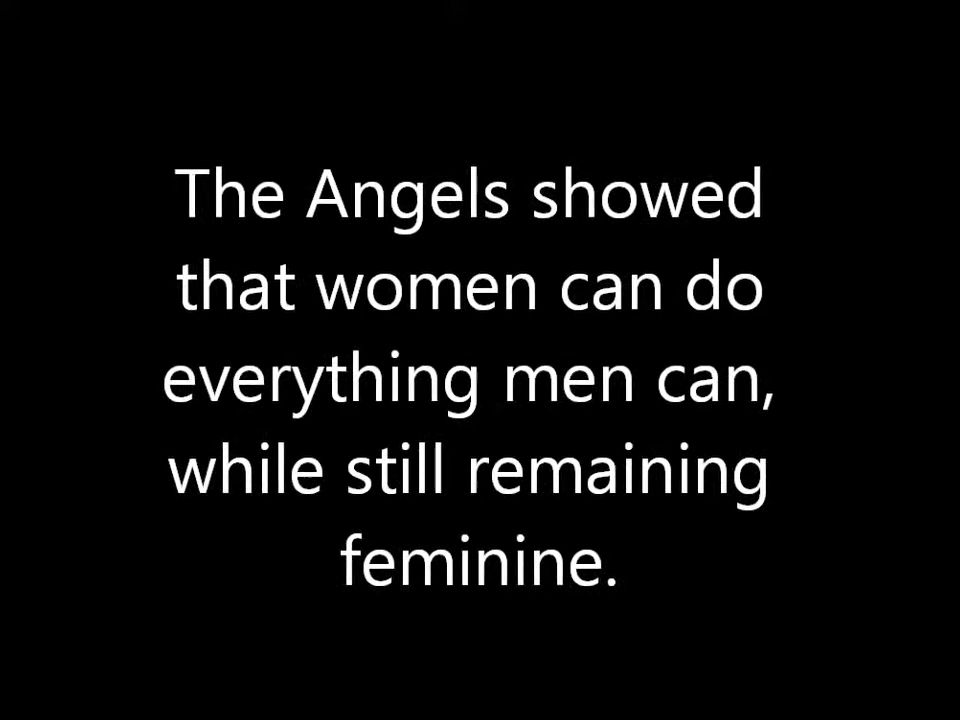 The Angels showed
that women can do
everything men can,
while still remaining
feminine.